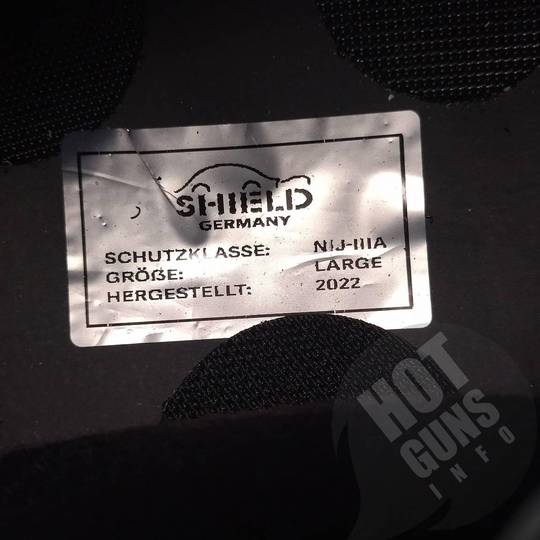 SHIELD
GERMANY
SCHUTZKLASSE: NIJ-IIIA
GRÖßE: LARGE
HERGESTELLT: 2022
HOT
GUNS
INFO